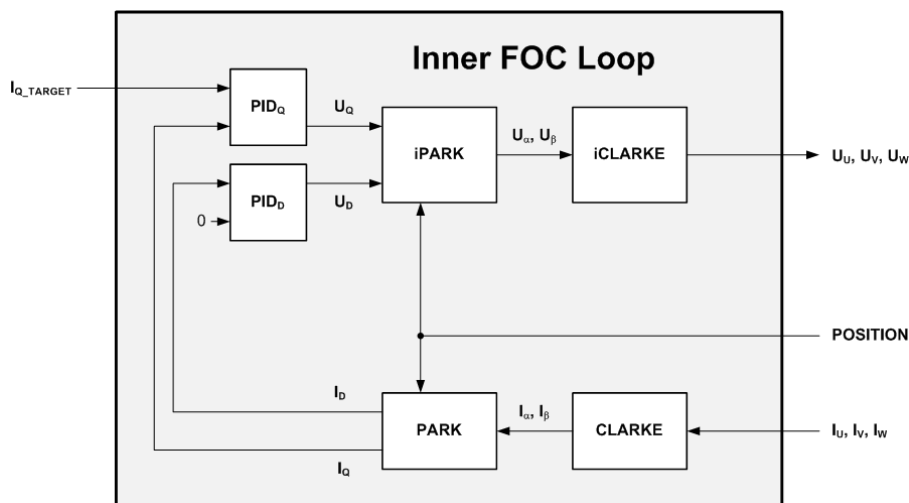 Inner FOC Loop
I_Q_TARGET
PID_Q
U_Q
iPARK
U_α, U_β
iCLARKE
U_U, U_V, U_W
PID_D
U_D
0
POSITION
I_D
PARK
I_α, I_β
CLARKE
I_U, I_V, I_W
I_Q